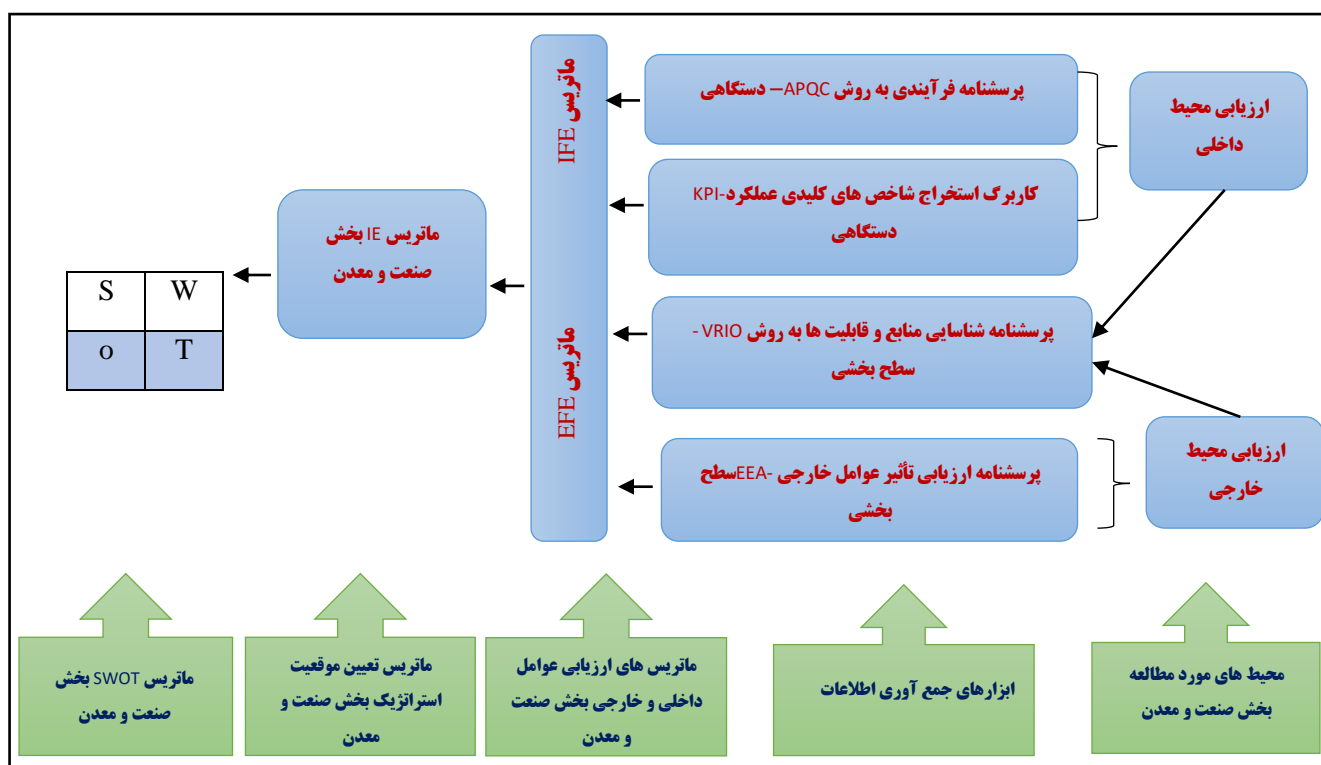 ارزیابی محیط
داخلی
ارزیابی محیط
خارجی
پرسشنامه فرآیندی به روش APQC– دستگاهی
کاربرگ استخراج شاخص های کلیدی عملکرد-KPI
دستگاهی
پرسشنامه شناسایی منابع و قابلیت ها به روش VRIO -
سطح بخشی
پرسشنامه ارزیابی تأثیر عوامل خارجی -EEAسطح
بخشی
ماتریس IFE
ماتریس EFE
ماتریس IE بخش
صنعت و معدن
S W
o T
محیط های مورد مطالعه
بخش صنعت و معدن
ابزارهای جمع آوری اطلاعات
ماتریس های ارزیابی عوامل
داخلی و خارجی بخش صنعت
و معدن
ماتریس تعیین موقعیت
استراتژیک بخش صنعت و
معدن
ماتریس SWOT بخش
صنعت و معدن